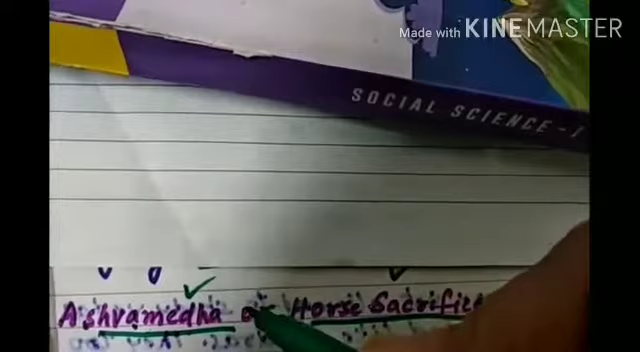 Made with KINEMASTER
SOCIAL SCIENCE - I
Ashvamedha or Horse Sacrifice